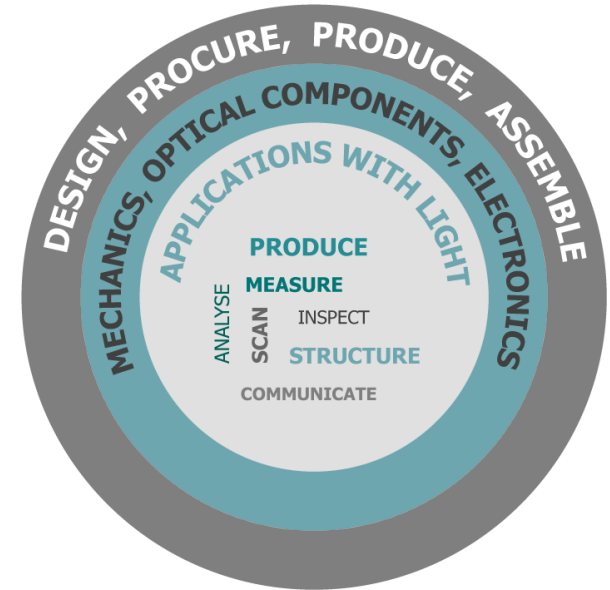 DESIGN, PROCURE, PRODUCE, ASSEMBLE
MECHANICS, OPTICAL COMPONENTS, ELECTRONICS
APPLICATIONS WITH LIGHT
PRODUCE
MEASURE
ANALYSE
SCAN
INSPECT
STRUCTURE
COMMUNICATE